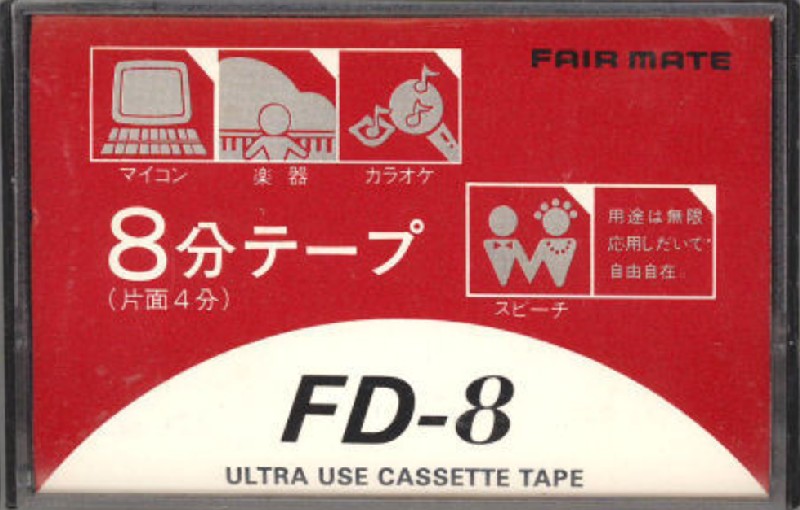 FAIR MATE
マイコン 楽器 カラオケ
8分テープ
(片面4分)
用途は無限
応用しだいで
自由自在。
スピーチ
FD-8
ULTRA USE CASSETTE TAPE